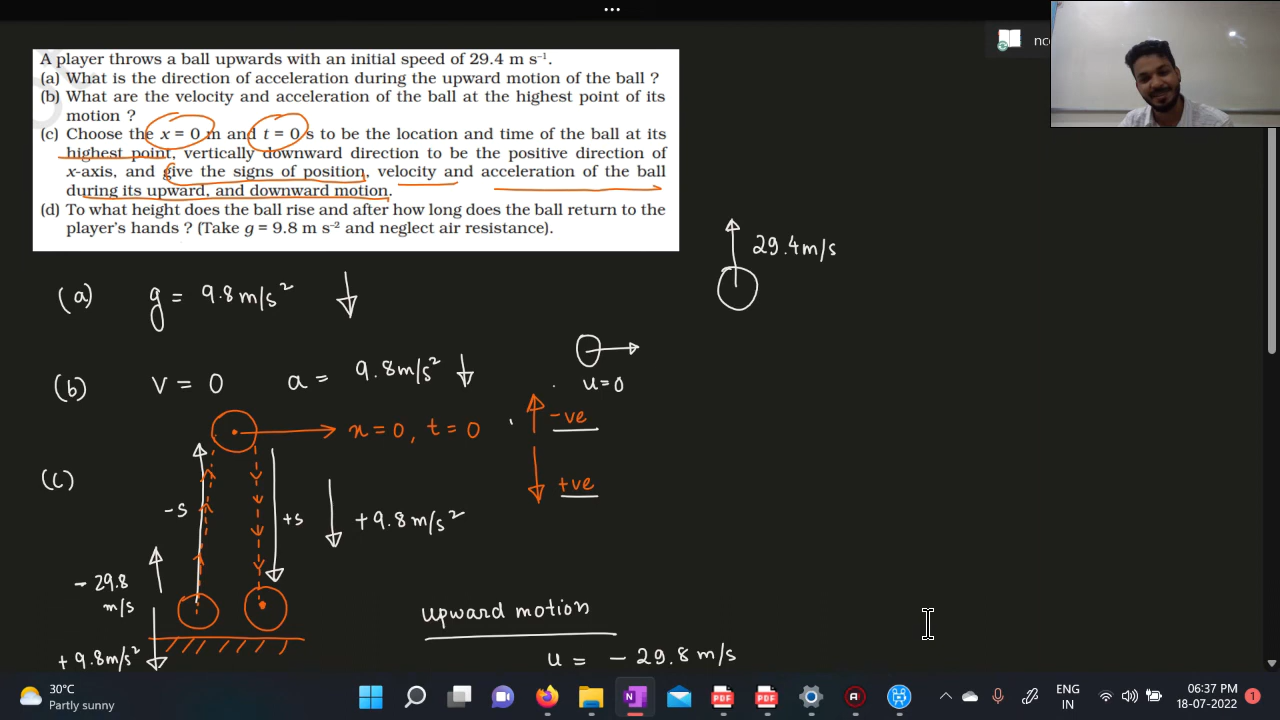 ...
nc
A player throws a ball upwards with an initial speed of 29.4 m s⁻¹.
(a) What is the direction of acceleration during the upward motion of the ball ?
(b) What are the velocity and acceleration of the ball at the highest point of its
motion ?
(c) Choose the x = 0 m and t = 0 s to be the location and time of the ball at its
highest point, vertically downward direction to be the positive direction of
x-axis, and give the signs of position, velocity and acceleration of the ball
during its upward, and downward motion.
(d) To what height does the ball rise and after how long does the ball return to the
player's hands ? (Take g = 9.8 m s⁻² and neglect air resistance).
29.4 m/s
(a) g = 9.8 m/s² ↓
u=0
(b) v = 0 a = 9.8 m/s² ↓
-ve
x=0, t=0
+ve
(c)
-s
+s
+9.8 m/s²
- 29.8
m/s
+9.8 m/s²
upward motion
u = - 29.8 m/s
30°C
Partly sunny
ENG
IN
06:37 PM
18-07-2022
1